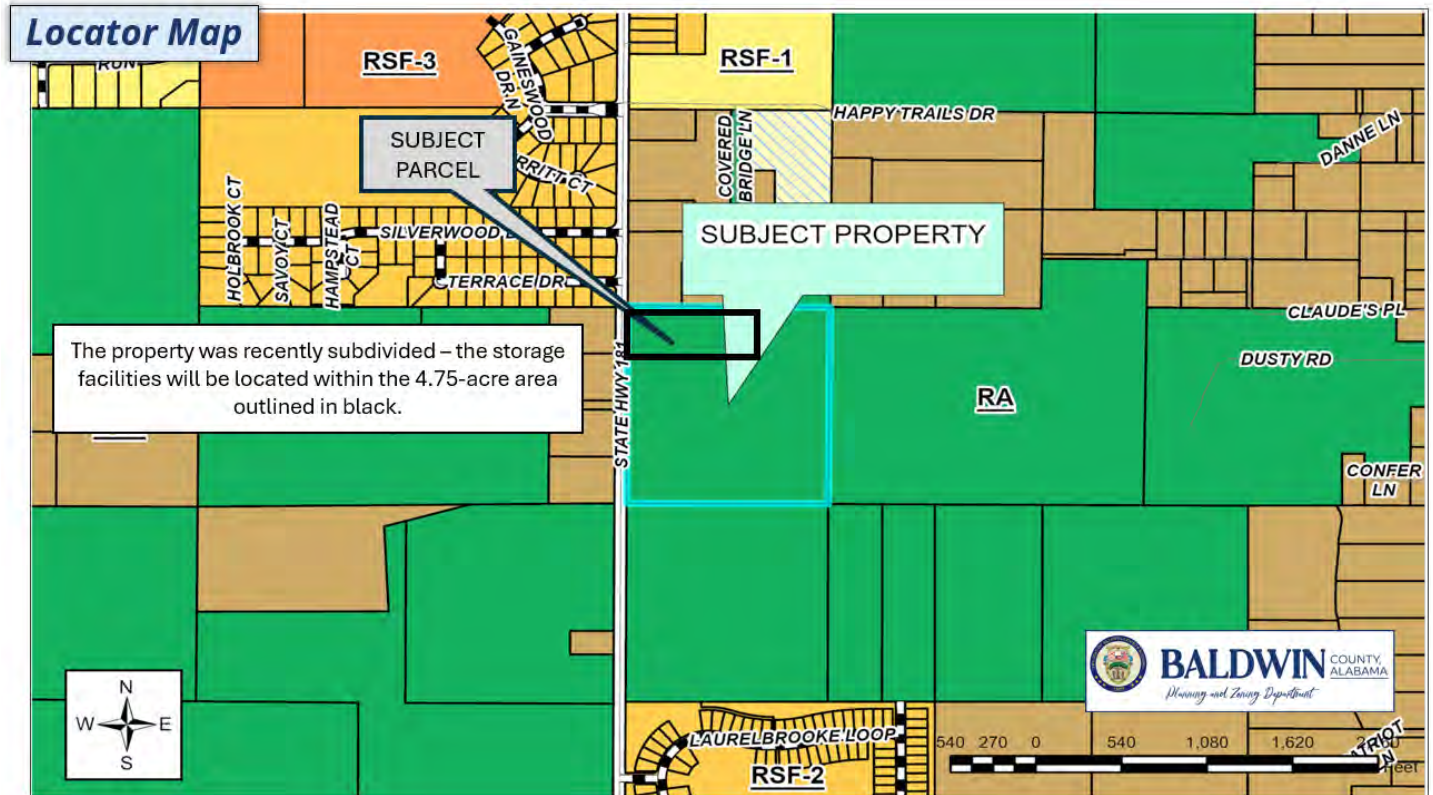 Locator Map
RUN
RSF-3
GAINESWOOD
DR N
RSF-1
HAPPY TRAILS DR
COVERED
BRIDGE LN
DANNE LN
SUBJECT
PARCEL
HOLBROOK CT
SAVOY CT
HAMPSTEAD
CT
SILVERWOOD
TERRACE DR
SUBJECT PROPERTY
CLAUDE'S PL
DUSTY RD
The property was recently subdivided – the storage
facilities will be located within the 4.75-acre area
outlined in black.
STATE HWY 181
RA
CONFER
LN
N
W E
S
BALDWIN COUNTY,
ALABAMA
Planning and Zoning Department
LAURELBROOKE LOOP
RSF-2
540 270 0 540 1,080 1,620
Feet